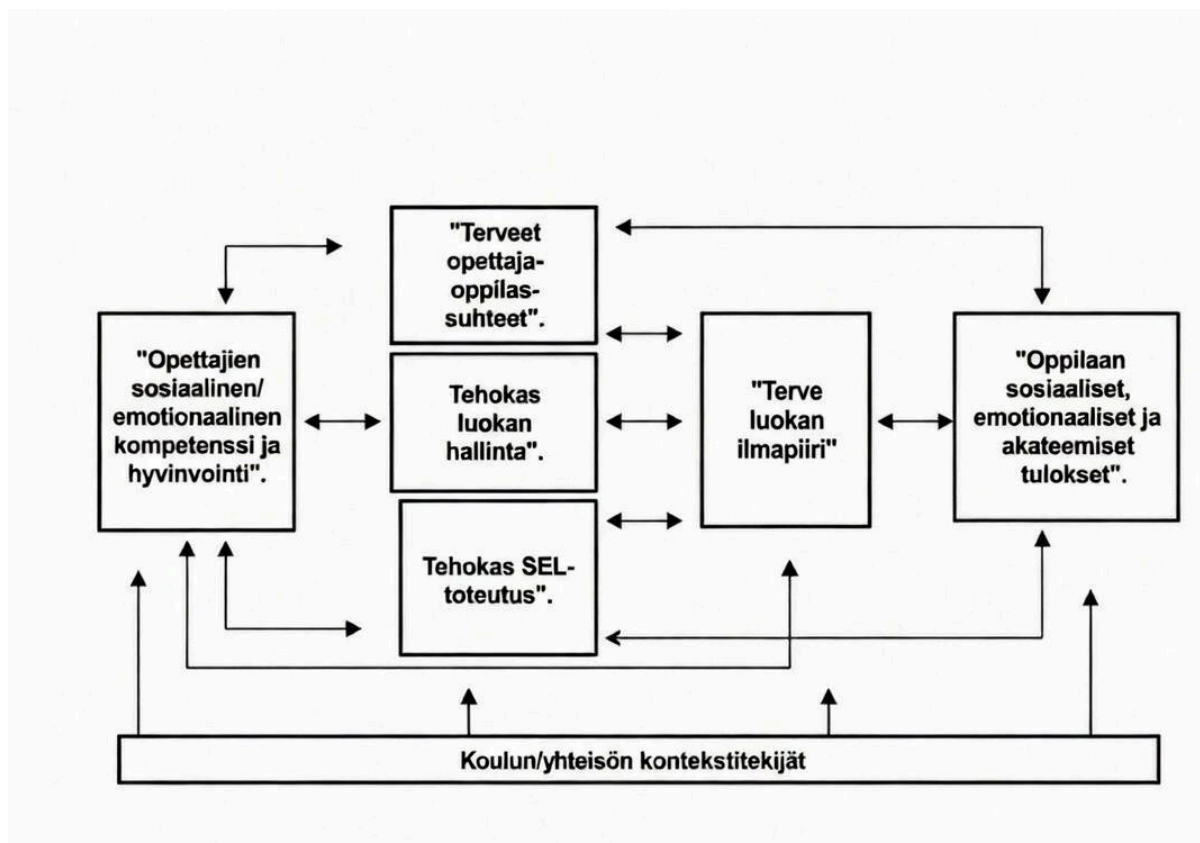 "Terveet
opettaja-
oppilas-
suhteet".
"Opettajien
sosiaalinen/
emotionaalinen
kompetenssi ja
hyvinvointi".
Tehokas
luokan
hallinta".
"Terve
luokan
ilmapiiri"
"Oppilaan
sosiaaliset,
emotionaaliset ja
akateemiset
tulokset".
Tehokas SEL-
toteutus".
Koulun/yhteisön kontekstitekijät